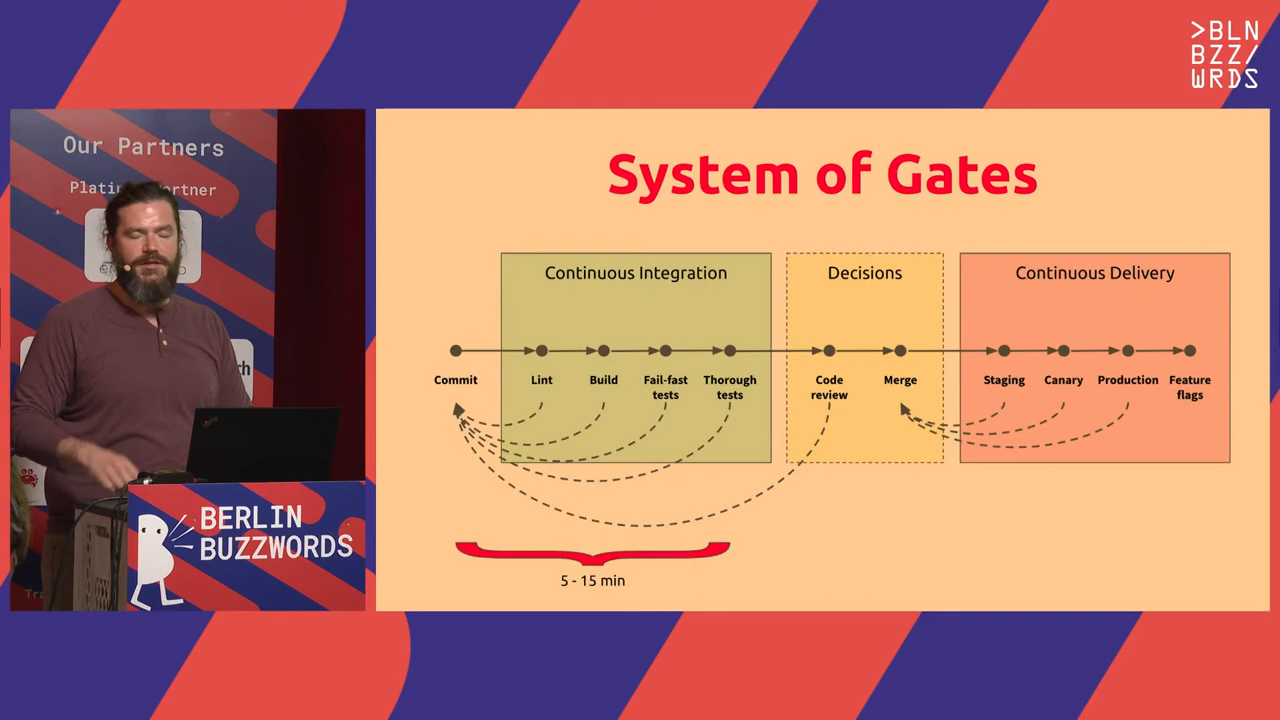 >BLN
BZZ/
WRDS
Our Partners
System of Gates
Continuous Integration
Decisions
Continuous Delivery
Commit
Lint
Build
Fail-fast
tests
Thorough
tests
Code
review
Merge
Staging
Canary
Production
Feature
flags
5 - 15 min
BERLIN
BUZZWORDS